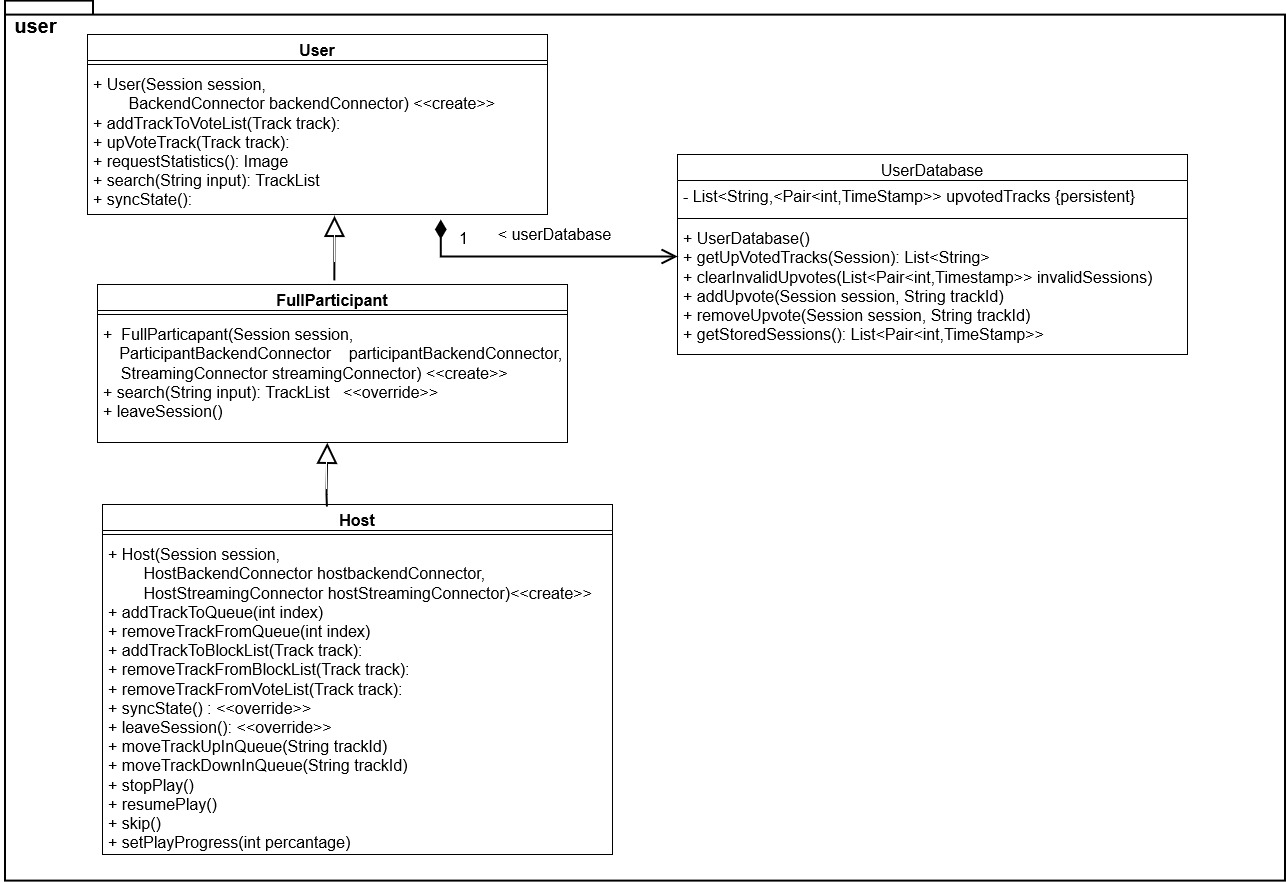 user
User
+ User(Session session,
BackendConnector backendConnector) <<create>>
+ addTrackToVoteList(Track track):
+ upVoteTrack(Track track):
+ requestStatistics(): Image
+ search(String input): TrackList
+ syncState():
1
< userDatabase
UserDatabase
- List<String,<Pair<int,TimeStamp>> upvotedTracks {persistent}
+ UserDatabase()
+ getUpVotedTracks(Session): List<String>
+ clearInvalidUpvotes(List<Pair<int,Timestamp>> invalidSessions)
+ addUpvote(Session session, String trackId)
+ removeUpvote(Session session, String trackId)
+ getStoredSessions(): List<Pair<int,TimeStamp>>
FullParticipant
+ FullParticapant(Session session,
ParticipantBackendConnector participantBackendConnector,
StreamingConnector streamingConnector) <<create>>
+ search(String input): TrackList <<override>>
+ leaveSession()
Host
+ Host(Session session,
HostBackendConnector hostbackendConnector,
HostStreamingConnector hostStreamingConnector)<<create>>
+ addTrackToQueue(int index)
+ removeTrackFromQueue(int index)
+ addTrackToBlockList(Track track):
+ removeTrackFromBlockList(Track track):
+ removeTrackFromVoteList(Track track):
+ syncState() : <<override>>
+ leaveSession(): <<override>>
+ moveTrackUpInQueue(String trackId)
+ moveTrackDownInQueue(String trackId)
+ stopPlay()
+ resumePlay()
+ skip()
+ setPlayProgress(int percantage)